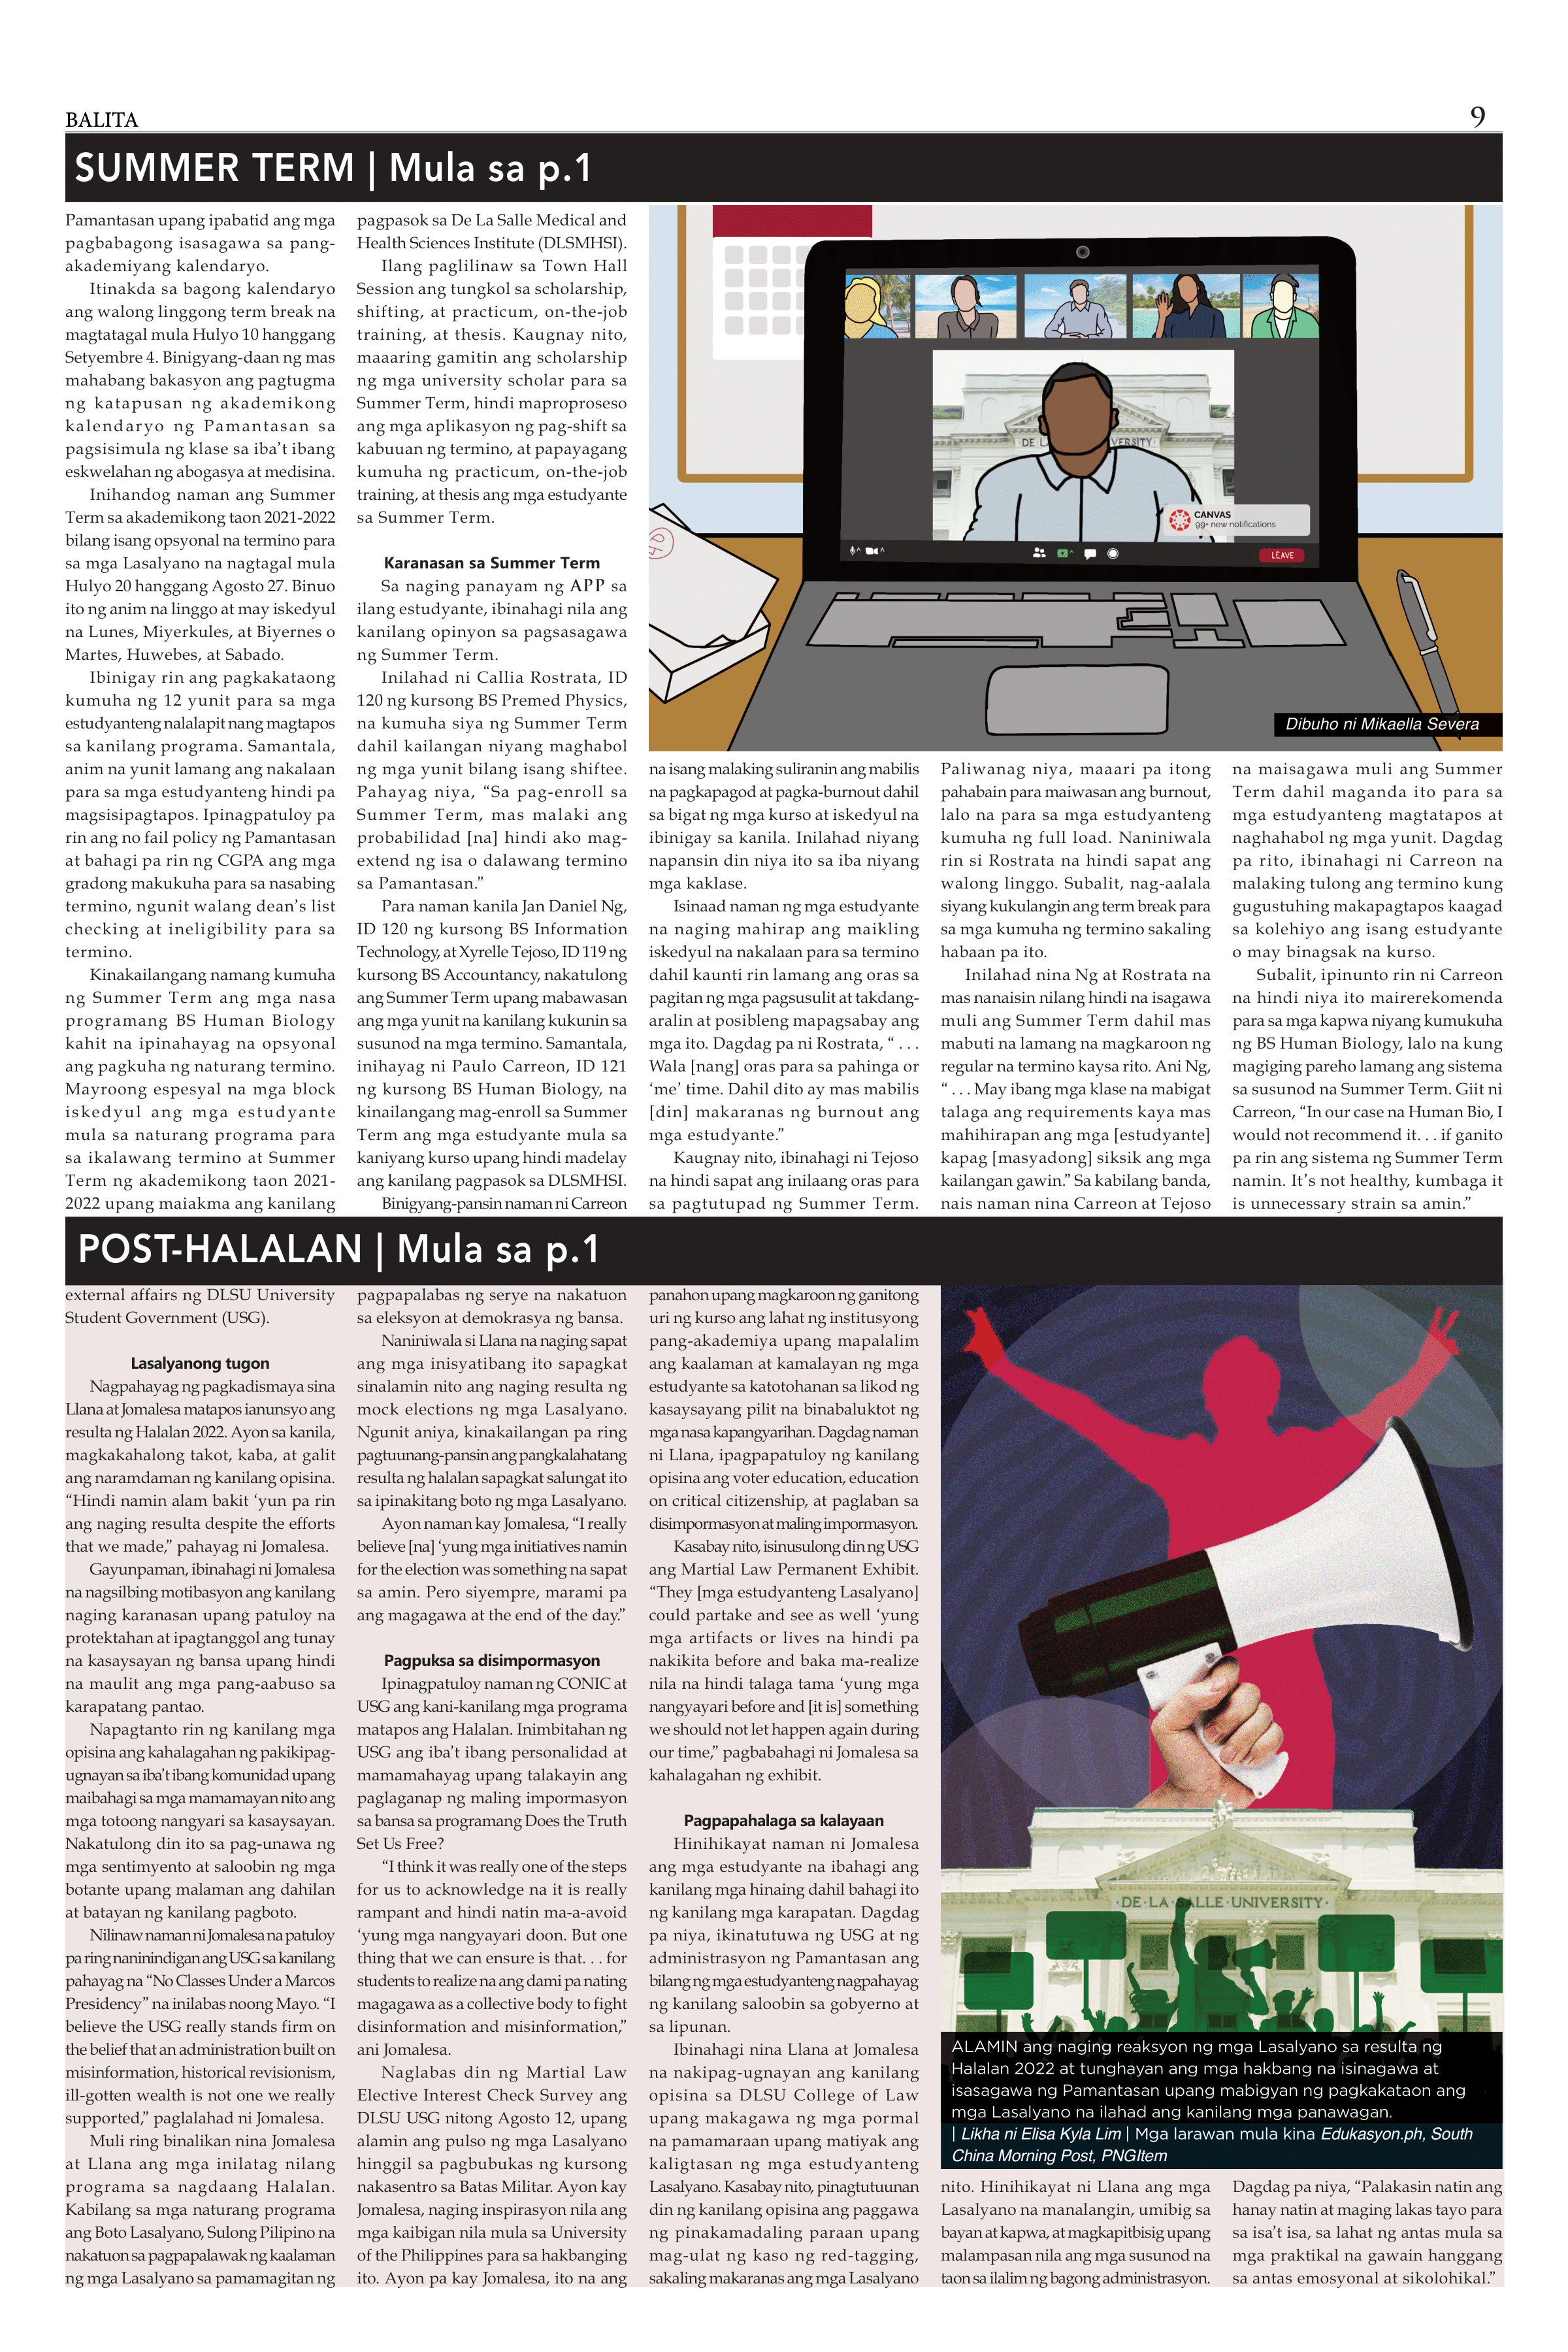 BALITA
9
SUMMER TERM | Mula sa p.1
Pamantasan upang ipabatid ang mga
pagbabagong isasagawa sa pang-
akademiyang kalendaryo.
Itinakda sa bagong kalendaryo
ang walong linggong term break na
magtatagal mula Hulyo 10 hanggang
Setyembre 4. Binigyang-daan ng mas
mahabang bakasyon ang pagtugma
ng katapusan ng akademikong
kalendaryo ng Pamantasan sa
pagsisimula ng klase sa iba't ibang
eskwelahan ng abogasya at medisina.
Inihandog naman ang Summer
Term sa akademikong taon 2021-2022
bilang isang opsyonal na termino para
sa mga Lasalyano na nagtagal mula
Hulyo 20 hanggang Agosto 27. Binuo
ito ng anim na linggo at may iskedyul
na Lunes, Miyerkules, at Biyernes o
Martes, Huwebes, at Sabado.
Ibinigay rin ang pagkakataong
kumuha ng 12 yunit para sa mga
estudyanteng nalalapit nang magtapos
sa kanilang programa. Samantala,
anim na yunit lamang ang nakalaan
para sa mga estudyanteng hindi pa
magsisipagtapos. Ipinagpatuloy pa
rin ang no fail policy ng Pamantasan
at bahagi pa rin ng CGPA ang mga
gradong makukuha para sa nasabing
termino, ngunit walang dean's list
checking at ineligibility para sa
termino.
Kinakailangang namang kumuha
ng Summer Term ang mga nasa
programang BS Human Biology
kahit na ipinahayag na opsyonal
ang pagkuha ng naturang termino.
Mayroong espesyal na mga block
iskedyul ang mga estudyante
mula sa naturang programa para
sa ikalawang termino at Summer
Term ng akademikong taon 2021-
2022 upang maiakma ang kanilang
pagpasok sa De La Salle Medical and
Health Sciences Institute (DLSMHSI).
Ilang paglilinaw sa Town Hall
Session ang tungkol sa scholarship,
shifting, at practicum, on-the-job
training, at thesis. Kaugnay nito,
maaaring gamitin ang scholarship
ng mga university scholar para sa
Summer Term, hindi maproproseso
ang mga aplikasyon ng pag-shift sa
kabuuan ng termino, at papayagang
kumuha ng practicum, on-the-job
training, at thesis ang mga estudyante
sa Summer Term.
Karanasan sa Summer Term
Sa naging panayam ng APP sa
ilang estudyante, ibinahagi nila ang
kanilang opinyon sa pagsasagawa
ng Summer Term.
Inilahad ni Callia Rostrata, ID
120 ng kursong BS Premed Physics,
na kumuha siya ng Summer Term
dahil kailangan niyang maghabol
ng mga yunit bilang isang shiftee.
Pahayag niya, “Sa pag-enroll sa
Summer Term, mas malaki ang
probabilidad [na] hindi ako mag-
extend ng isa o dalawang termino
sa Pamantasan.”
Para naman kanila Jan Daniel Ng,
ID 120 ng kursong BS Information
Technology, at Xyrelle Tejoso, ID 119 ng
kursong BS Accountancy, nakatulong
ang Summer Term upang mabawasan
ang mga yunit na kanilang kukunin sa
susunod na mga termino. Samantala,
inihayag ni Paulo Carreon, ID 121
ng kursong BS Human Biology, na
kinailangang mag-enroll sa Summer
Term ang mga estudyante mula sa
kaniyang kurso upang hindi madelay
ang kanilang pagpasok sa DLSMHSI.
Binigyang-pansin naman ni Carreon
DE L
VERSITY
CANVAS
99+ new notifications
LEAVE
Dibuho ni Mikaella Severa
na isang malaking suliranin ang mabilis
na pagkapagod at pagka-burnout dahil
sa bigat ng mga kurso at iskedyul na
ibinigay sa kanila. Inilahad niyang
napansin din niya ito sa iba niyang
mga kaklase.
Isinaad naman ng mga estudyante
na naging mahirap ang maikling
iskedyul na nakalaan para sa termino
dahil kaunti rin lamang ang oras sa
pagitan ng mga pagsusulit at takdang-
aralin at posibleng mapagsabay ang
mga ito. Dagdag pa ni Rostrata, “ . . .
Wala [nang] oras para sa pahinga or
‘me’ time. Dahil dito ay mas mabilis
[din] makaranas ng burnout ang
mga estudyante.”
Kaugnay nito, ibinahagi ni Tejoso
na hindi sapat ang inilaang oras para
sa pagtutupad ng Summer Term.
Paliwanag niya, maaari pa itong
pahabain para maiwasan ang burnout,
lalo na para sa mga estudyanteng
kumuha ng full load. Naniniwala
rin si Rostrata na hindi sapat ang
walong linggo. Subalit, nag-aalala
siyang kukulangin ang term break para
sa mga kumuha ng termino sakaling
habaan pa ito.
Inilahad nina Ng at Rostrata na
mas nanaisin nilang hindi na isagawa
muli ang Summer Term dahil mas
mabuti na lamang na magkaroon ng
regular na termino kaysa rito. Ani Ng,
“ . . . May ibang mga klase na mabigat
talaga ang requirements kaya mas
mahihirapan ang mga [estudyante]
kapag [masyadong] siksik ang mga
kailangan gawin.” Sa kabilang banda,
nais naman nina Carreon at Tejoso
na maisagawa muli ang Summer
Term dahil maganda ito para sa
mga estudyanteng magtatapos at
naghahabol ng mga yunit. Dagdag
pa rito, ibinahagi ni Carreon na
malaking tulong ang termino kung
gugustuhing makapagtapos kaagad
sa kolehiyo ang isang estudyante
o may binagsak na kurso.
Subalit, ipinunto rin ni Carreon
na hindi niya ito mairerekomenda
para sa mga kapwa niyang kumukuha
ng BS Human Biology, lalo na kung
magiging pareho lamang ang sistema
sa susunod na Summer Term. Giit ni
Carreon, “In our case na Human Bio, I
would not recommend it. . . if ganito
pa rin ang sistema ng Summer Term
namin. It's not healthy, kumbaga it
is unnecessary strain sa amin.”
POST-HALALAN | Mula sa p.1
external affairs ng DLSU University
Student Government (USG).
Lasalyanong tugon
Nagpahayag ng pagkadismaya sina
Llana at Jomalesa matapos ianunsyo ang
resulta ng Halalan 2022. Ayon sa kanila,
magkakahalong takot, kaba, at galit
ang naramdaman ng kanilang opisina.
“Hindi namin alam bakit ‘yun pa rin
ang naging resulta despite the efforts
that we made,” pahayag ni Jomalesa.
Gayunpaman, ibinahagi ni Jomalesa
na nagsilbing motibasyon ang kanilang
naging karanasan upang patuloy na
protektahan at ipagtanggol ang tunay
na kasaysayan ng bansa upang hindi
na maulit ang mga pang-aabuso sa
karapatang pantao.
Napagtanto rin ng kanilang mga
opisina ang kahalagahan ng pakikipag-
ugnayan sa iba't ibang komunidad upang
maibahagi sa mga mamamayan nito ang
mga totoong nangyari sa kasaysayan.
Nakatulong din ito sa pag-unawa ng
mga sentimyento at saloobin ng mga
botante upang malaman ang dahilan
at batayan ng kanilang pagboto.
Nilinaw naman ni Jomalesa na patuloy
pa ring naninindigan ang USG sa kanilang
pahayag na “No Classes Under a Marcos
Presidency” na inilabas noong Mayo. “I
believe the USG really stands firm on
the belief that an administration built on
misinformation, historical revisionism,
ill-gotten wealth is not one we really
supported,” paglalahad ni Jomalesa.
Muli ring binalikan nina Jomalesa
at Llana ang mga inilatag nilang
programa sa nagdaang Halalan.
Kabilang sa mga naturang programa
ang Boto Lasalyano, Sulong Pilipino na
nakatuon sa pagpapalawak ng kaalaman
ng mga Lasalyano sa pamamagitan ng
pagpapalabas ng serye na nakatuon
sa eleksyon at demokrasya ng bansa.
Naniniwala si Llana na naging sapat
ang mga inisyatibang ito sapagkat
sinalamin nito ang naging resulta ng
mock elections ng mga Lasalyano.
Ngunit aniya, kinakailangan pa ring
pagtuunang-pansin ang pangkalahatang
resulta ng halalan sapagkat salungat ito
sa ipinakitang boto ng mga Lasalyano.
Ayon naman kay Jomalesa, “I really
believe [na] ‘yung mga initiatives namin
for the election was something na sapat
sa amin. Pero siyempre, marami pa
ang magagawa at the end of the day.”
Pagpuksa sa disimpormasyon
Ipinagpatuloy naman ng CONIC at
USG ang kani-kanilang mga programa
matapos ang Halalan. Inimbitahan ng
USG ang iba't ibang personalidad at
mamamahayag upang talakayin ang
paglaganap ng maling impormasyon
sa bansa sa programang Does the Truth
Set Us Free?
“I think it was really one of the steps
for us to acknowledge na it is really
rampant and hindi natin ma-a-avoid
‘yung mga nangyayari doon. But one
thing that we can ensure is that. . . for
students to realize na ang dami pa nating
magagawa as a collective body to fight
disinformation and misinformation,”
ani Jomalesa.
Naglabas din ng Martial Law
Elective Interest Check Survey ang
DLSU USG nitong Agosto 12, upang
alamin ang pulso ng mga Lasalyano
hinggil sa pagbubukas ng kursong
nakasentro sa Batas Militar. Ayon kay
Jomalesa, naging inspirasyon nila ang
mga kaibigan nila mula sa University
of the Philippines para sa hakbanging
ito. Ayon pa kay Jomalesa, ito na ang
panahon upang magkaroon ng ganitong
uri ng kurso ang lahat ng institusyong
pang-akademiya upang mapalalim
ang kaalaman at kamalayan ng mga
estudyante sa katotohanan sa likod ng
kasaysayang pilit na binabaluktot ng
mga nasa kapangyarihan. Dagdag naman
ni Llana, ipagpapatuloy ng kanilang
opisina ang voter education, education
on critical citizenship, at paglaban sa
disimpormasyon at maling impormasyon.
Kasabay nito, isinusulong din ng USG
ang Martial Law Permanent Exhibit.
“They [mga estudyanteng Lasalyano]
could partake and see as well ‘yung
mga artifacts or lives na hindi pa
nakikita before and baka ma-realize
nila na hindi talaga tama ‘yung mga
nangyayari before and [it is] something
we should not let happen again during
our time,” pagbabahagi ni Jomalesa sa
kahalagahan ng exhibit.
Pagpapahalaga sa kalayaan
Hinihikayat naman ni Jomalesa
ang mga estudyante na ibahagi ang
kanilang mga hinaing dahil bahagi ito
ng kanilang mga karapatan. Dagdag
pa niya, ikinatutuwa ng USG at ng
administrasyon ng Pamantasan ang
bilang ng mga estudyanteng nagpahayag
ng kanilang saloobin sa gobyerno at
sa lipunan.
Ibinahagi nina Llana at Jomalesa
na nakipag-ugnayan ang kanilang
opisina sa DLSU College of Law
upang makagawa ng mga pormal
na pamamaraan upang matiyak ang
kaligtasan ng mga estudyanteng
Lasalyano. Kasabay nito, pinagtutuunan
din ng kanilang opisina ang paggawa
ng pinakamadaling paraan upang
mag-ulat ng kaso ng red-tagging,
sakaling makaranas ang mga Lasalyano
DE·LA·SALLE·UNIVERSITY·
ALAMIN ang naging reaksyon ng mga Lasalyano sa resulta ng
Halalan 2022 at tunghayan ang mga hakbang na isinagawa at
isasagawa ng Pamantasan upang mabigyan ng pagkakataon ang
mga Lasalyano na ilahad ang kanilang mga panawagan.
| Likha ni Elisa Kyla Lim | Mga larawan mula kina Edukasyon.ph, South
China Morning Post, PNGItem
nito. Hinihikayat ni Llana ang mga
Lasalyano na manalangin, umibig sa
bayan at kapwa, at magkapitbisig upang
malampasan nila ang mga susunod na
taon sa ilalim ng bagong administrasyon.
Dagdag pa niya, “Palakasin natin ang
hanay natin at maging lakas tayo para
sa isa't isa, sa lahat ng antas mula sa
mga praktikal na gawain hanggang
sa antas emosyonal at sikolohikal.”